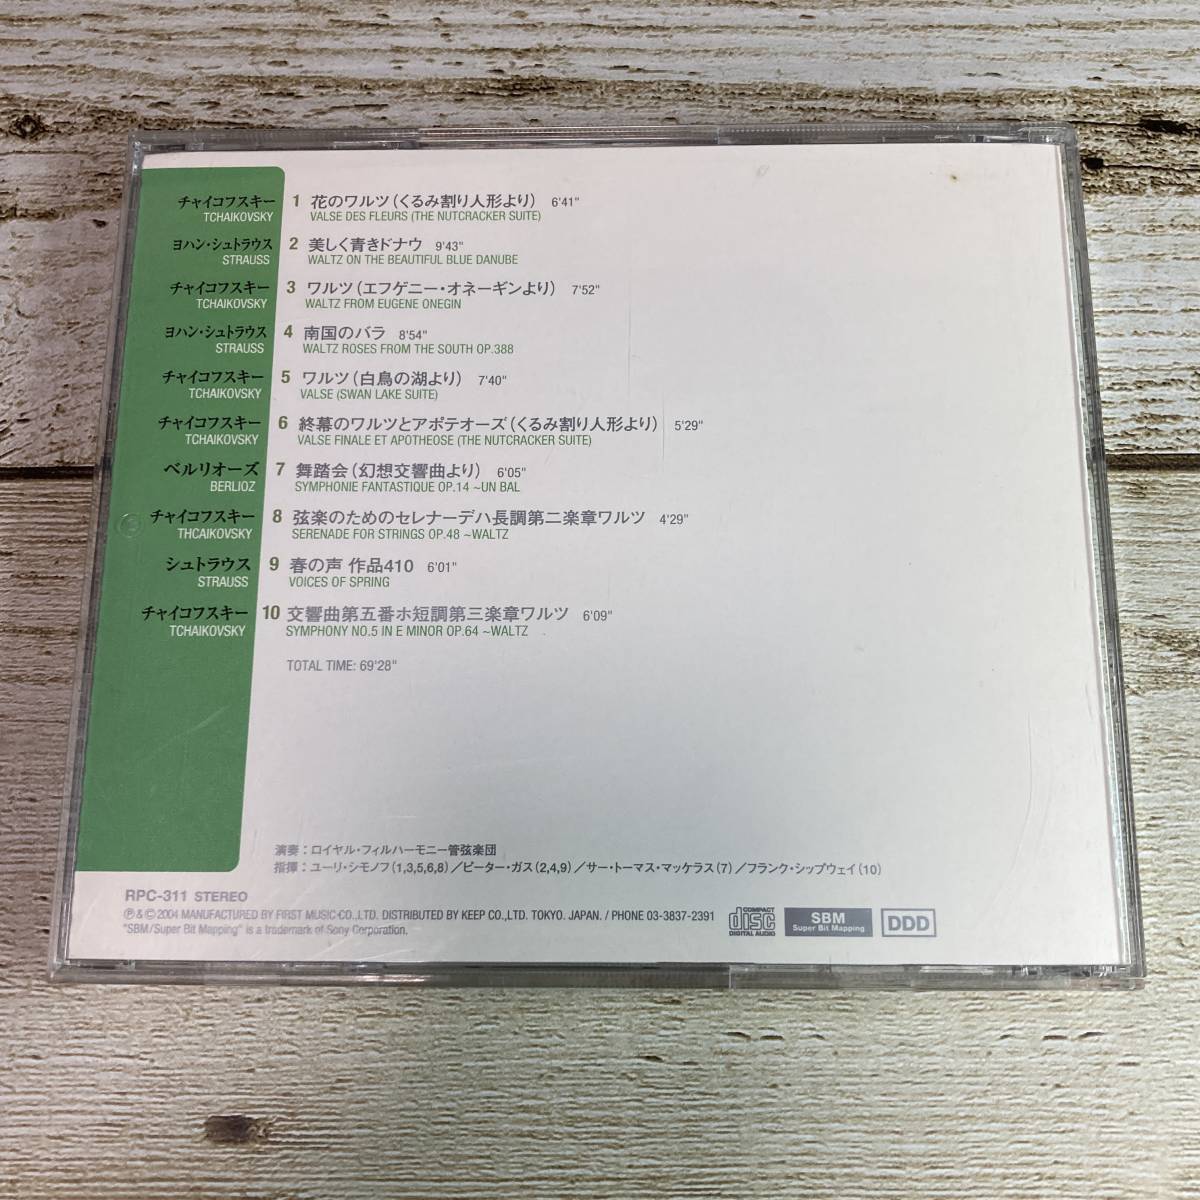 チャイコフスキー 1 花のワルツ（くるみ割り人形より） 6'41"
TCHAIKOVSKY VALSE DES FLEURS (THE NUTCRACKER SUITE)
ヨハン・シュトラウス 2 美しく青きドナウ 9'43"
STRAUSS WALTZ ON THE BEAUTIFUL BLUE DANUBE
チャイコフスキー 3 ワルツ（エフゲニー・オネーギンより） 7'52"
TCHAIKOVSKY WALTZ FROM EUGENE ONEGIN
ヨハン・シュトラウス 4 南国のバラ 8'54"
STRAUSS WALTZ ROSES FROM THE SOUTH OP.388
チャイコフスキー 5 ワルツ（白鳥の湖より） 7'40"
TCHAIKOVSKY VALSE (SWAN LAKE SUITE)
チャイコフスキー 6 終幕のワルツとアポテオーズ（くるみ割り人形より） 5'29"
TCHAIKOVSKY VALSE FINALE ET APOTHEOSE (THE NUTCRACKER SUITE)
ベルリオーズ 7 舞踏会（幻想交響曲より） 6'05"
BERLIOZ SYMPHONIE FANTASTIQUE OP.14 ~UN BAL
チャイコフスキー 8 弦楽のためのセレナーデハ長調第二楽章ワルツ 4'29"
THCAIKOVSKY SERENADE FOR STRINGS OP.48 ~WALTZ
シュトラウス 9 春の声 作品410 6'01"
STRAUSS VOICES OF SPRING
チャイコフスキー 10 交響曲第五番ホ短調第三楽章ワルツ 6'09"
TCHAIKOVSKY SYMPHONY NO.5 IN E MINOR OP.64 ~WALTZ
TOTAL TIME: 69'28"
演奏：ロイヤル・フィルハーモニー管弦楽団
指揮：ユーリ・シモノフ(1,3,5,6,8)／ピーター・ガス(2,4,9)／サー・トーマス・マッケラス(7)／フランク・シップウェイ(10)
RPC-311 STEREO
℗&©2004 MANUFACTURED BY FIRST MUSIC CO.,LTD. DISTRIBUTED BY KEEP CO.,LTD. TOKYO. JAPAN. / PHONE 03-3837-2391
"SBM/Super Bit Mapping" is a trademark of Sony Corporation.
COMPACT disc DIGITAL AUDIO
SBM Super Bit Mapping
DDD